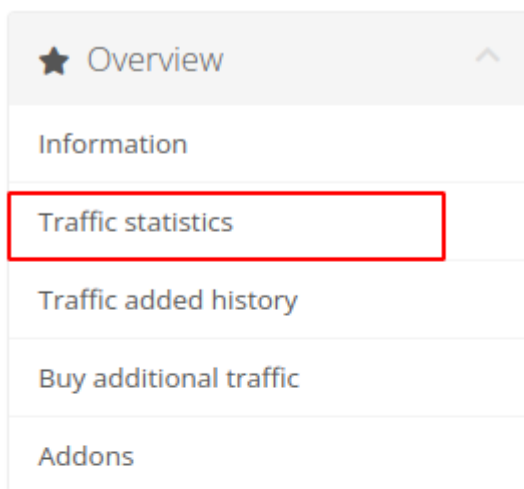 Overview
Information
Traffic statistics
Traffic added history
Buy additional traffic
Addons